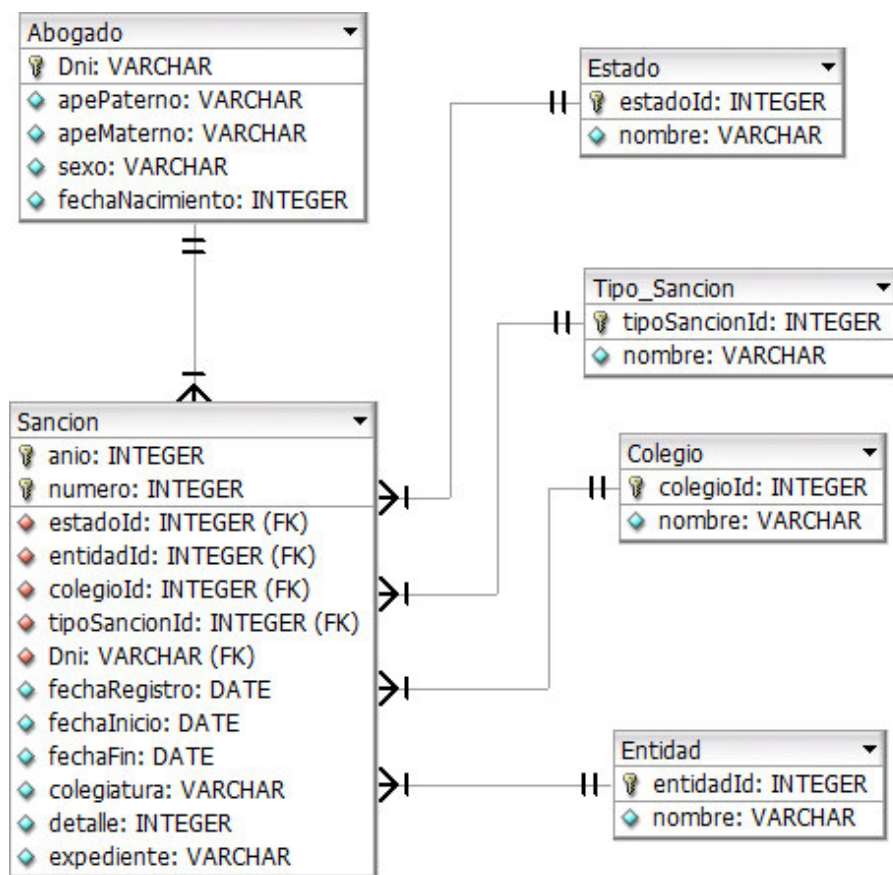 Abogado
Dni: VARCHAR
apePaterno: VARCHAR
apeMaterno: VARCHAR
sexo: VARCHAR
fechaNacimiento: INTEGER
Estado
estadoId: INTEGER
nombre: VARCHAR
Tipo_Sancion
tipoSancionId: INTEGER
nombre: VARCHAR
Sancion
anio: INTEGER
numero: INTEGER
estadoId: INTEGER (FK)
entidadId: INTEGER (FK)
colegioId: INTEGER (FK)
tipoSancionId: INTEGER (FK)
Dni: VARCHAR (FK)
fechaRegistro: DATE
fechaInicio: DATE
fechaFin: DATE
colegiatura: VARCHAR
detalle: INTEGER
expediente: VARCHAR
Colegio
colegioId: INTEGER
nombre: VARCHAR
Entidad
entidadId: INTEGER
nombre: VARCHAR